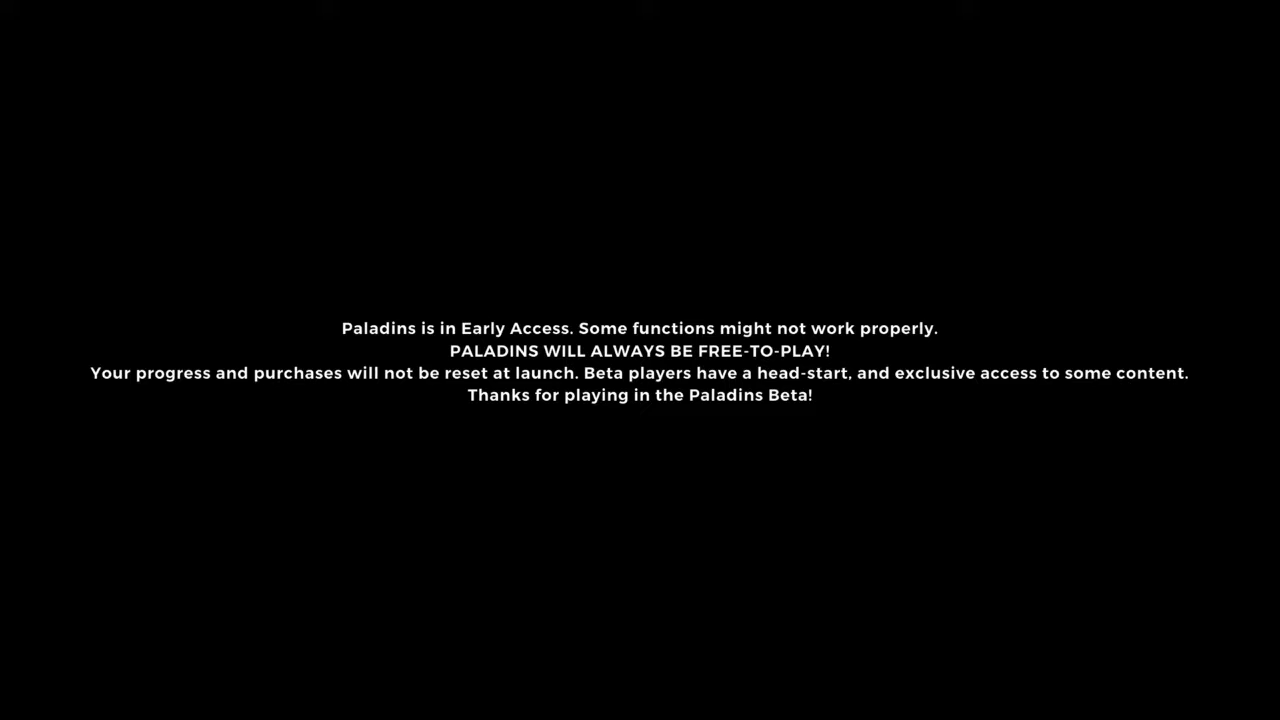 Paladins is in Early Access. Some functions might not work properly.
PALADINS WILL ALWAYS BE FREE-TO-PLAY!
Your progress and purchases will not be reset at launch. Beta players have a head-start, and exclusive access to some content.
Thanks for playing in the Paladins Beta!